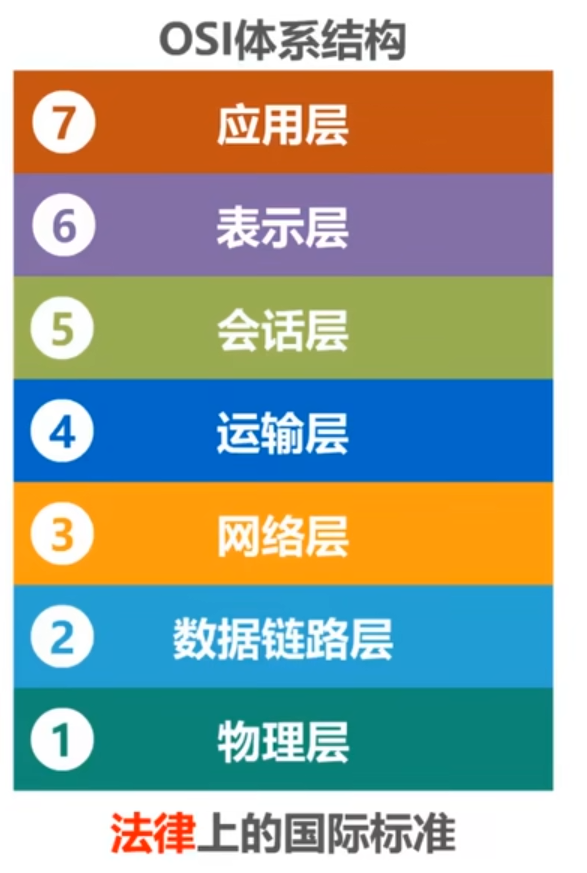 OSI体系结构
7 应用层
6 表示层
5 会话层
4 运输层
3 网络层
2 数据链路层
1 物理层
法律上的国际标准